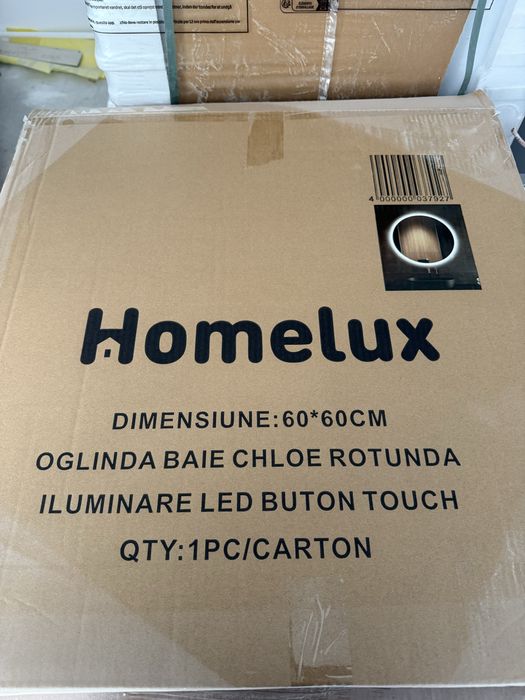 4 000000 037927
Homelux
DIMENSIUNE:60*60CM
OGLINDA BAIE CHLOE ROTUNDA
ILUMINARE LED BUTON TOUCH
QTY:1PC/CARTON